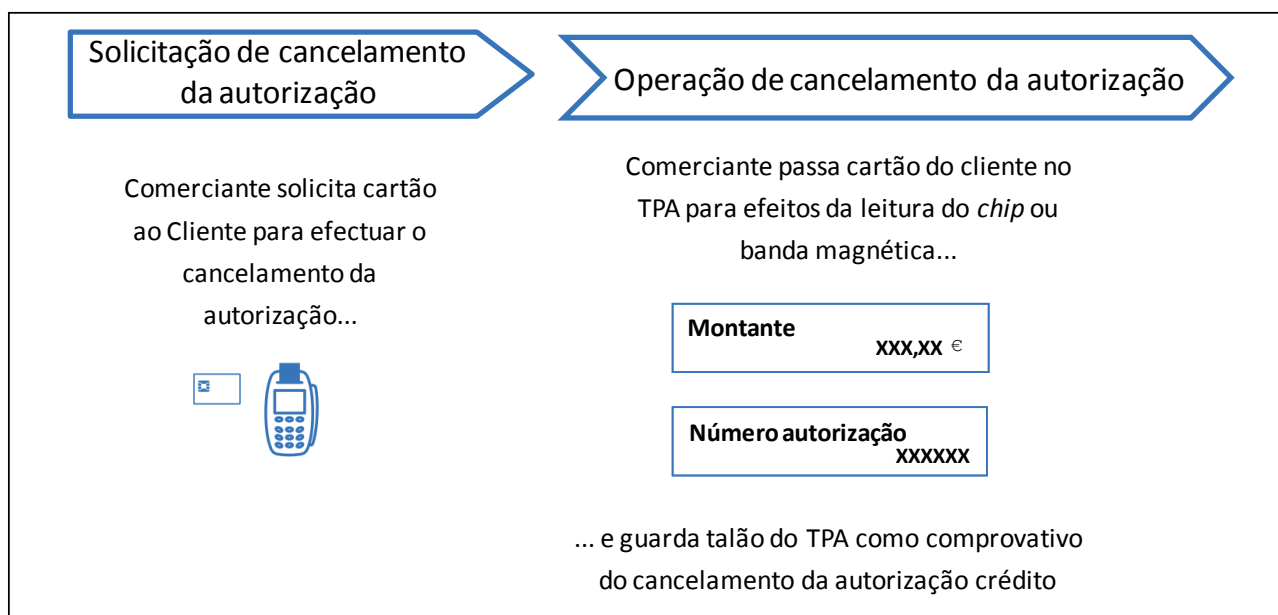 Solicitação de cancelamento
da autorização
Operação de cancelamento da autorização
Comerciante solicita cartão
ao Cliente para efectuar o
cancelamento da
autorização...
Comerciante passa cartão do cliente no
TPA para efeitos da leitura do chip ou
banda magnética...
Montante
XXX,XX €
Número autorização
XXXXXX
... e guarda talão do TPA como comprovativo
do cancelamento da autorização crédito